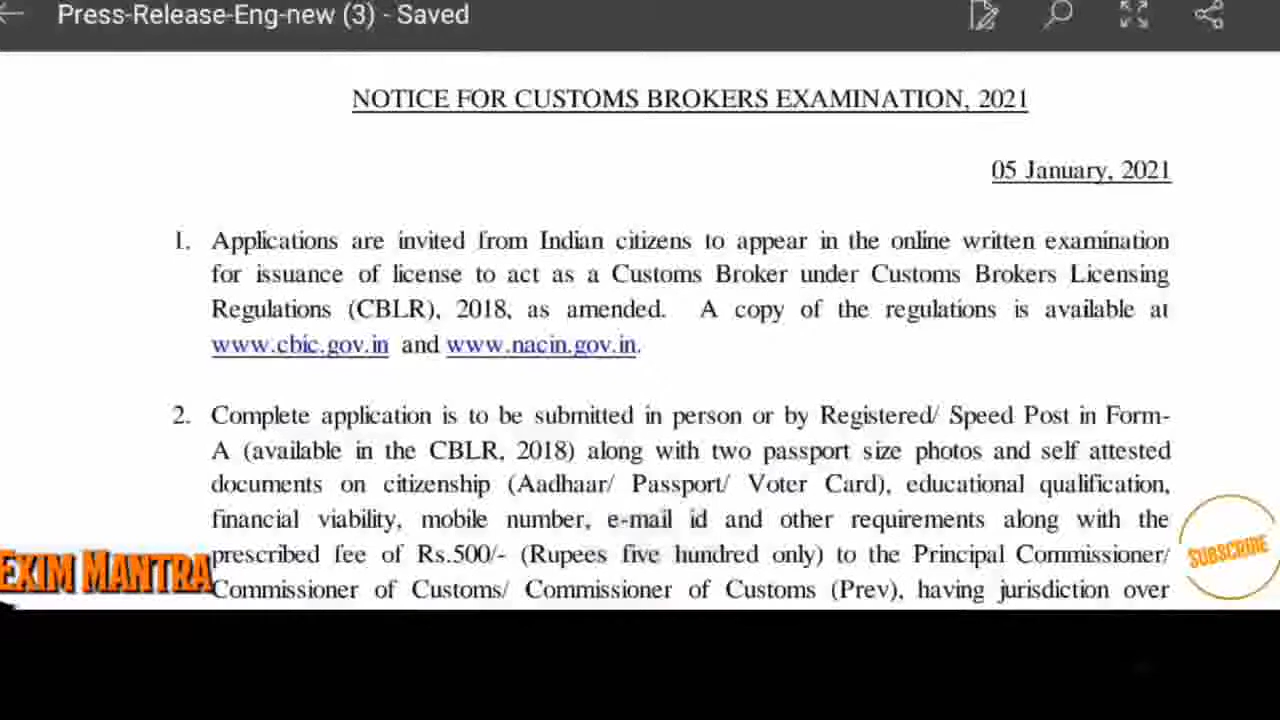 Press-Release-Eng-new (3) - Saved
NOTICE FOR CUSTOMS BROKERS EXAMINATION, 2021
05 January, 2021
1. Applications are invited from Indian citizens to appear in the online written examination
for issuance of license to act as a Customs Broker under Customs Brokers Licensing
Regulations (CBLR), 2018, as amended. A copy of the regulations is available at
www.cbic.gov.in and www.nacin.gov.in.
2. Complete application is to be submitted in person or by Registered/ Speed Post in Form-
A (available in the CBLR, 2018) along with two passport size photos and self attested
documents on citizenship (Aadhaar/ Passport/ Voter Card), educational qualification,
financial viability, mobile number, e-mail id and other requirements along with the
prescribed fee of Rs.500/- (Rupees five hundred only) to the Principal Commissioner/
Commissioner of Customs/ Commissioner of Customs (Prev), having jurisdiction over
EXIM MANTRA
SUBSCRIBE